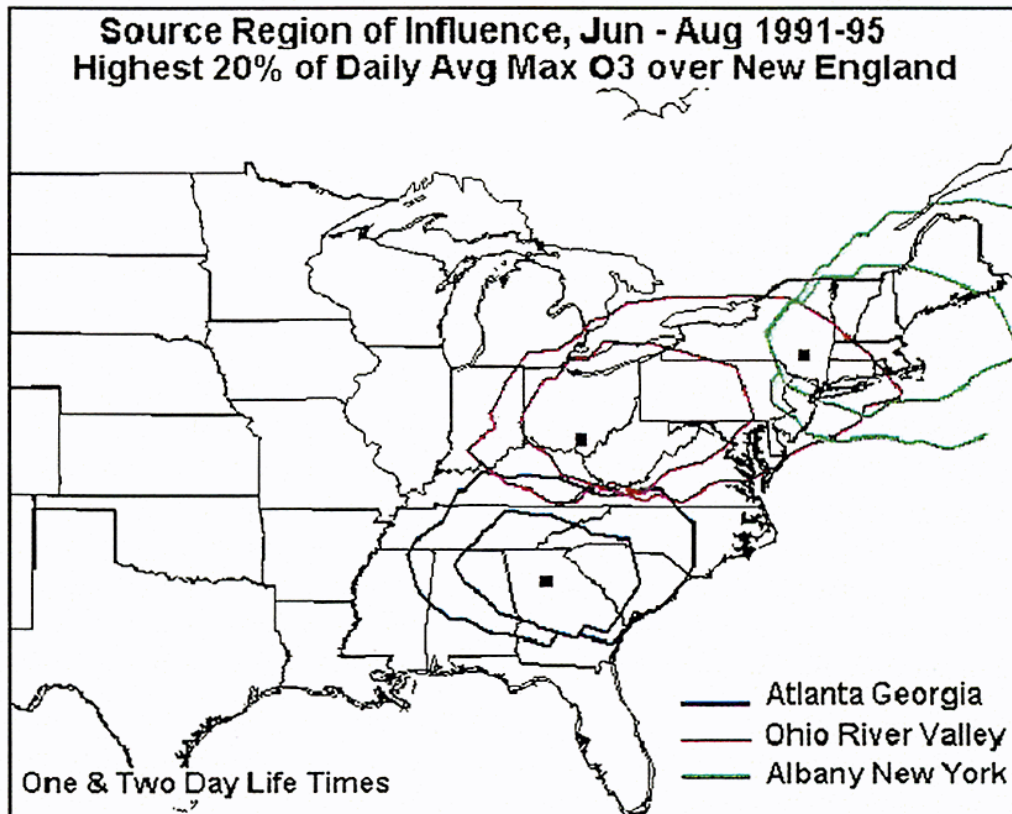 Source Region of Influence, Jun - Aug 1991-95
Highest 20% of Daily Avg Max O3 over New England
Atlanta Georgia
Ohio River Valley
Albany New York
One & Two Day Life Times